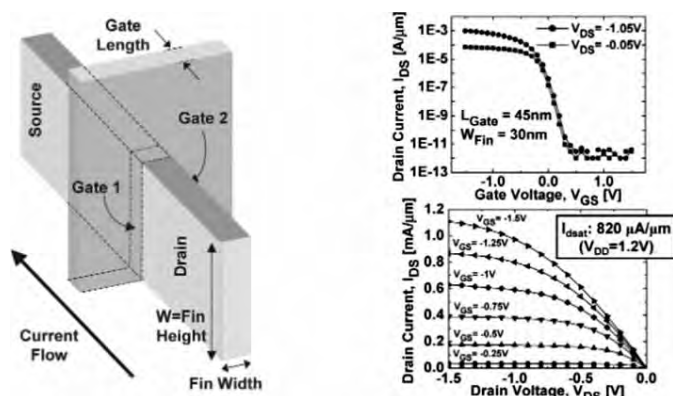 Gate
Length
Source
Gate 2
Gate 1
Drain
W=Fin
Height
Current
Flow
Fin Width
Drain Current, I_DS [A/μm]
1E-3
1E-5
1E-7
1E-9
1E-11
1E-13
V_DS= -1.05V
V_DS= -0.05V
L_Gate = 45nm
W_Fin = 30nm
-1.0 0.0 1.0
Gate Voltage, V_GS [V]
Drain Current, I_DS [mA/μm]
1.2
1.0
0.8
0.6
0.4
0.2
0.0
V_GS= -1.5V
V_GS= -1.25V
V_GS= -1V
V_GS= -0.75V
V_GS= -0.5V
V_GS= -0.25V
I_dsat: 820 μA/μm
(V_DD=1.2V)
-1.5 -1.0 -0.5 0.0
Drain Voltage, V_DS [V]